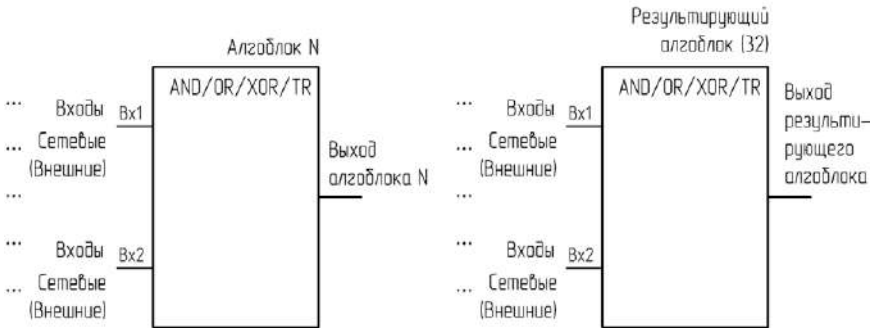 Алгоблок N
AND/OR/XOR/TR
... Входы Вх1
... Сетевые
(Внешние)
...
... Входы Вх2
... Сетевые
(Внешние)
Выход
алгоблока N
Результирующий
алгоблок (32)
AND/OR/XOR/TR
... Входы Вх1
... Сетевые
(Внешние)
...
... Входы Вх2
... Сетевые
(Внешние)
Выход
результи-
рующего
алгоблока